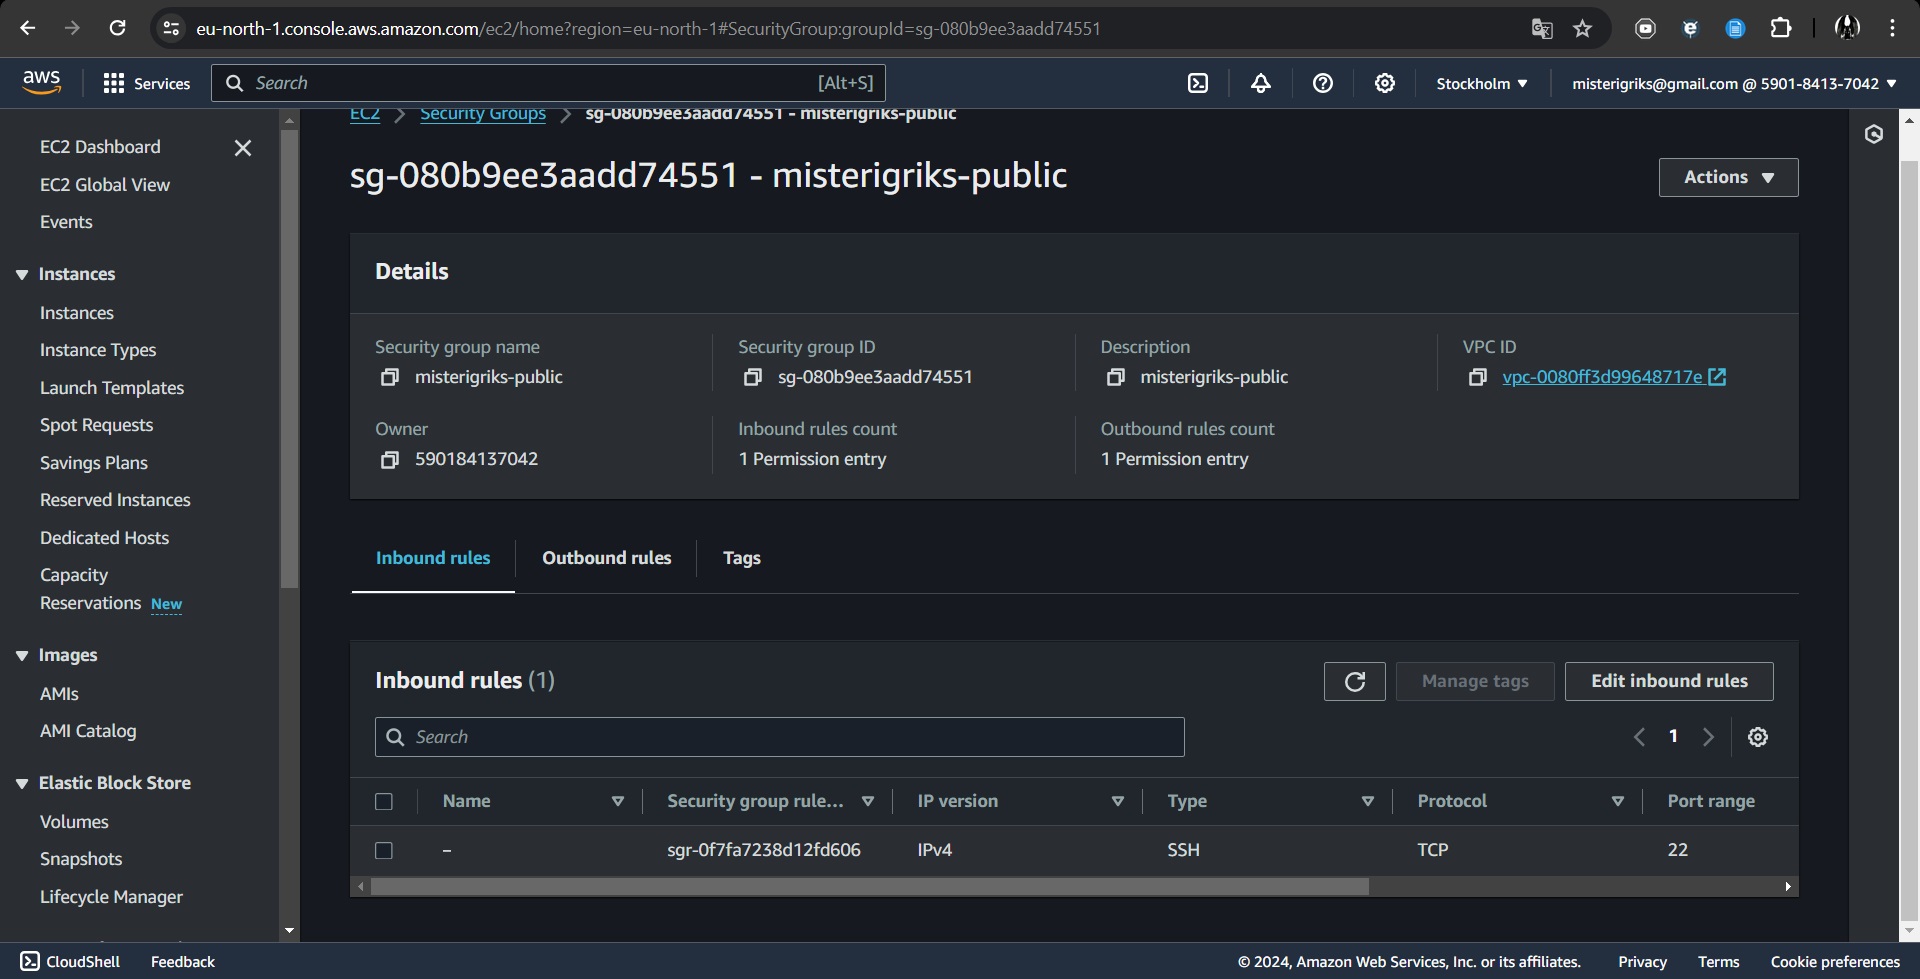 eu-north-1.console.aws.amazon.com/ec2/home?region=eu-north-1#SecurityGroup:groupId=sg-080b9ee3aadd74551
aws
Services
Search
[Alt+S]
Stockholm
misterigriks@gmail.com @ 5901-8413-7042
EC2 Dashboard
EC2 Global View
Events
Instances
Instances
Instance Types
Launch Templates
Spot Requests
Savings Plans
Reserved Instances
Dedicated Hosts
Capacity
Reservations New
Images
AMIs
AMI Catalog
Elastic Block Store
Volumes
Snapshots
Lifecycle Manager
EC2 > Security Groups > sg-080b9ee3aadd74551 - misterigriks-public
sg-080b9ee3aadd74551 - misterigriks-public
Actions
Details
Security group name
misterigriks-public
Security group ID
sg-080b9ee3aadd74551
Description
misterigriks-public
VPC ID
vpc-0080ff3d99648717e
Owner
590184137042
Inbound rules count
1 Permission entry
Outbound rules count
1 Permission entry
Inbound rules
Outbound rules
Tags
Inbound rules (1)
Manage tags
Edit inbound rules
Search
1
Name Security group rule... IP version Type Protocol Port range
– sgr-0f7fa7238d12fd606 IPv4 SSH TCP 22
CloudShell
Feedback
© 2024, Amazon Web Services, Inc. or its affiliates.
Privacy
Terms
Cookie preferences